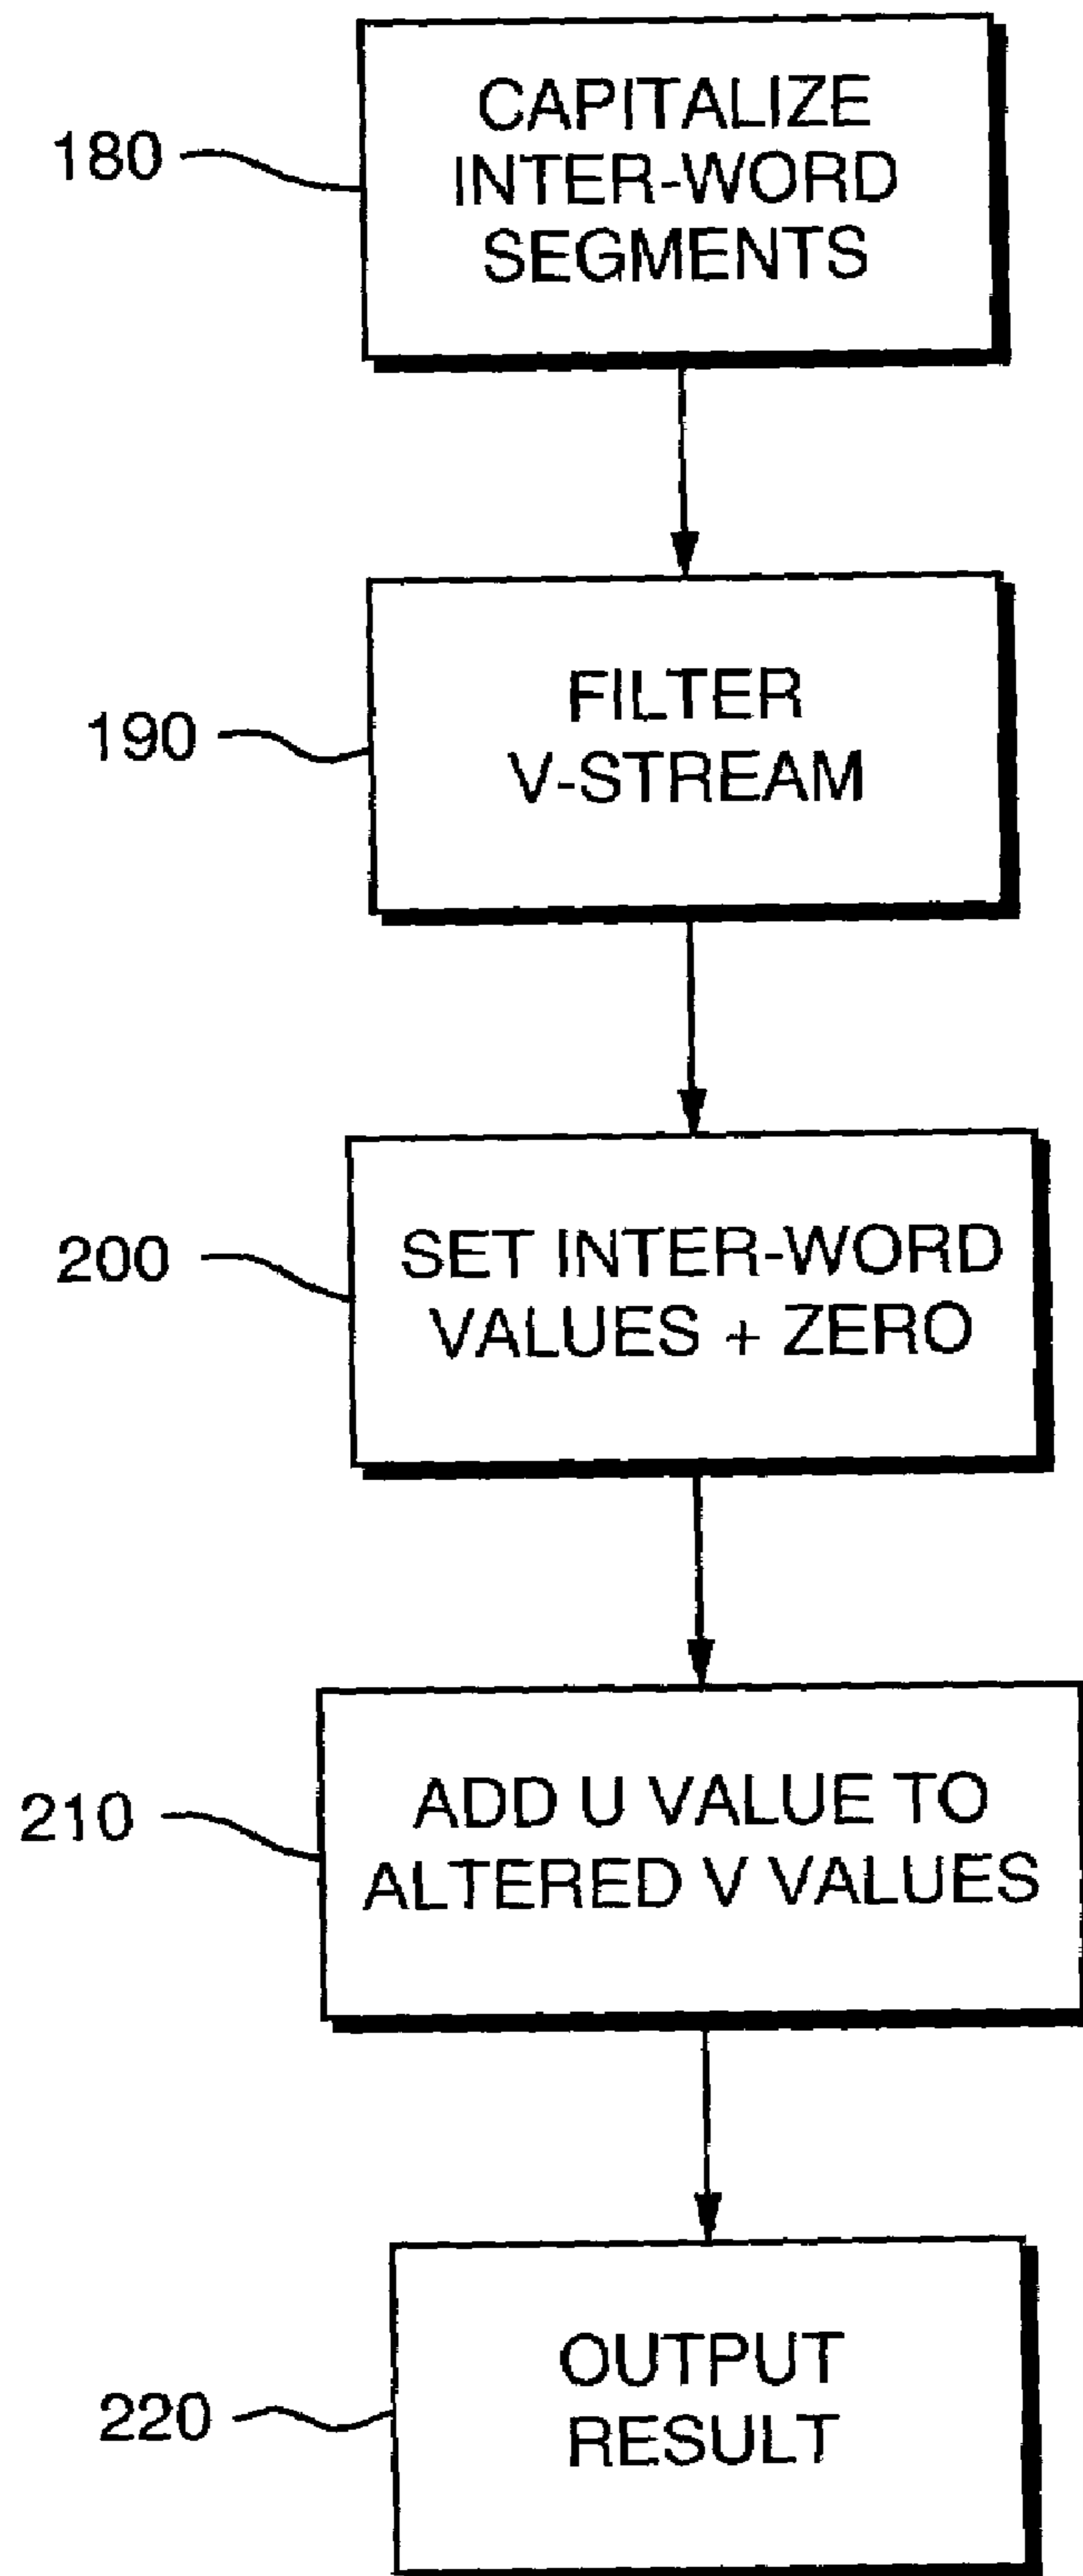 180
CAPITALIZE
INTER-WORD
SEGMENTS
190
FILTER
V-STREAM
200
SET INTER-WORD
VALUES + ZERO
210
ADD U VALUE TO
ALTERED V VALUES
220
OUTPUT
RESULT